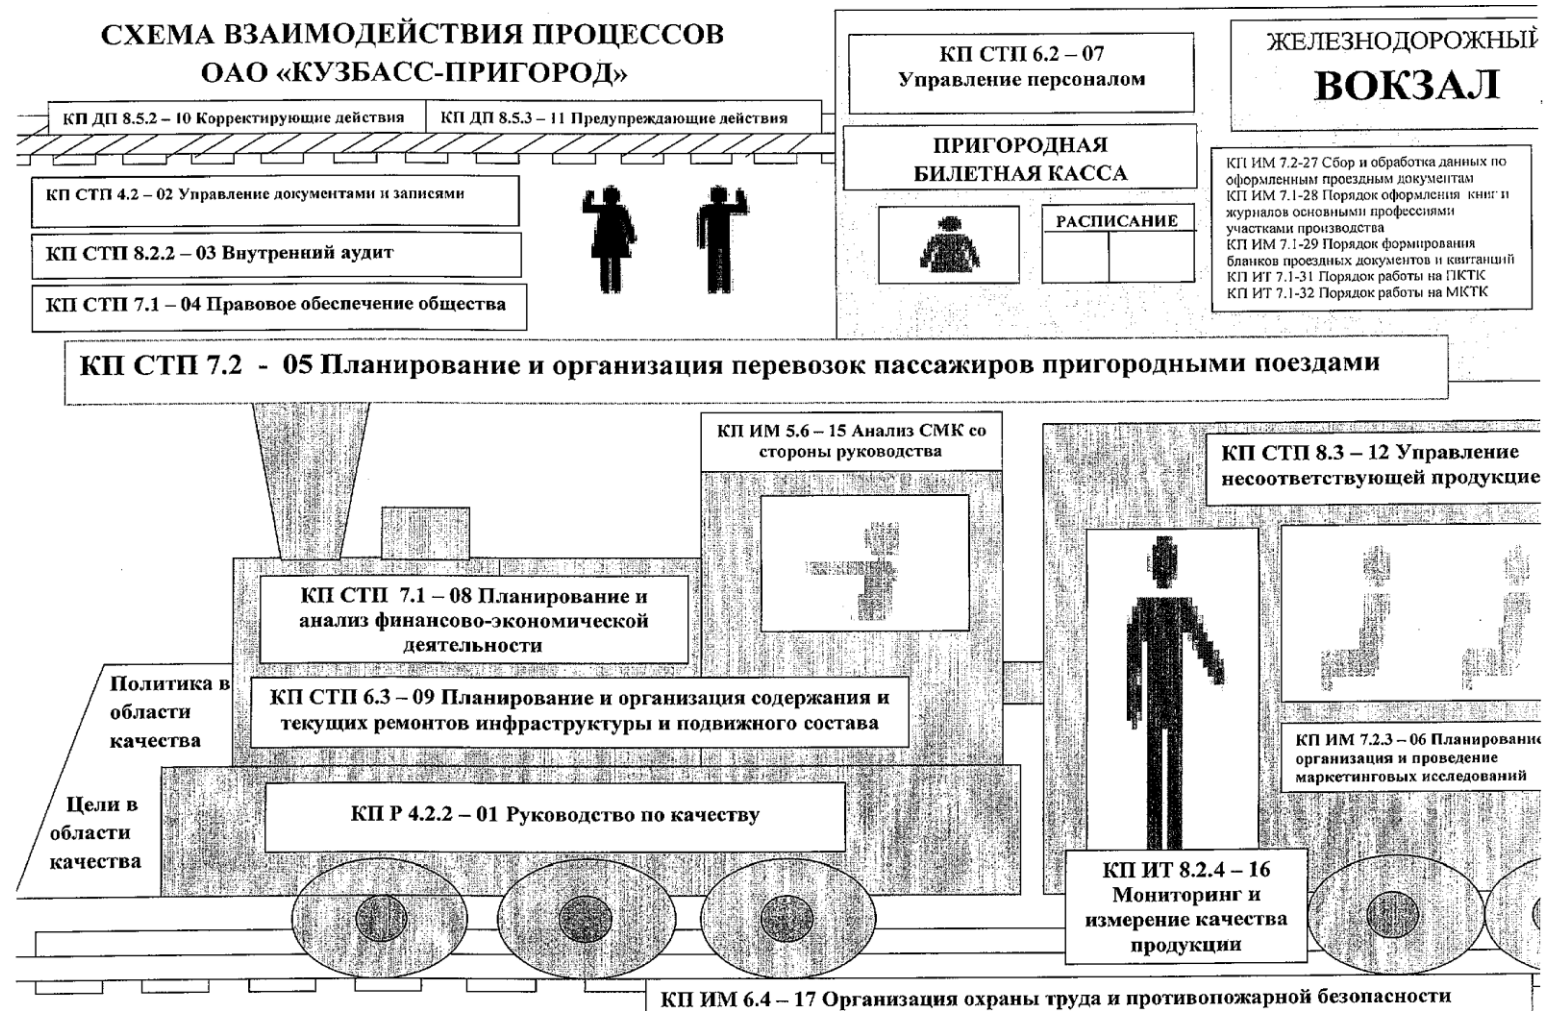 СХЕМА ВЗАИМОДЕЙСТВИЯ ПРОЦЕССОВ
ОАО «КУЗБАСС-ПРИГОРОД»
КП ДП 8.5.2 – 10 Корректирующие действия
КП ДП 8.5.3 – 11 Предупреждающие действия
КП СТП 4.2 – 02 Управление документами и записями
КП СТП 8.2.2 – 03 Внутренний аудит
КП СТП 7.1 – 04 Правовое обеспечение общества
КП СТП 6.2 – 07
Управление персоналом
ПРИГОРОДНАЯ
БИЛЕТНАЯ КАССА
РАСПИСАНИЕ
ЖЕЛЕЗНОДОРОЖНЫЙ
ВОКЗАЛ
КП ИМ 7.2-27 Сбор и обработка данных по
оформленным проездным документам
КП ИМ 7.1-28 Порядок оформления книг и
журналов основными профессиями
участками производства
КП ИМ 7.1-29 Порядок формирования
бланков проездных документов и квитанций
КП ИТ 7.1-31 Порядок работы на ПКТК
КП ИТ 7.1-32 Порядок работы на МКТК
КП СТП 7.2 - 05 Планирование и организация перевозок пассажиров пригородными поездами
КП ИМ 5.6 – 15 Анализ СМК со
стороны руководства
КП СТП 8.3 – 12 Управление
несоответствующей продукцие
КП СТП 7.1 – 08 Планирование и
анализ финансово-экономической
деятельности
КП СТП 6.3 – 09 Планирование и организация содержания и
текущих ремонтов инфраструктуры и подвижного состава
Политика в
области
качества
Цели в
области
качества
КП Р 4.2.2 – 01 Руководство по качеству
КП ИМ 7.2.3 – 06 Планировани
организация и проведение
маркетинговых исследований
КП ИТ 8.2.4 – 16
Мониторинг и
измерение качества
продукции
КП ИМ 6.4 – 17 Организация охраны труда и противопожарной безопасности